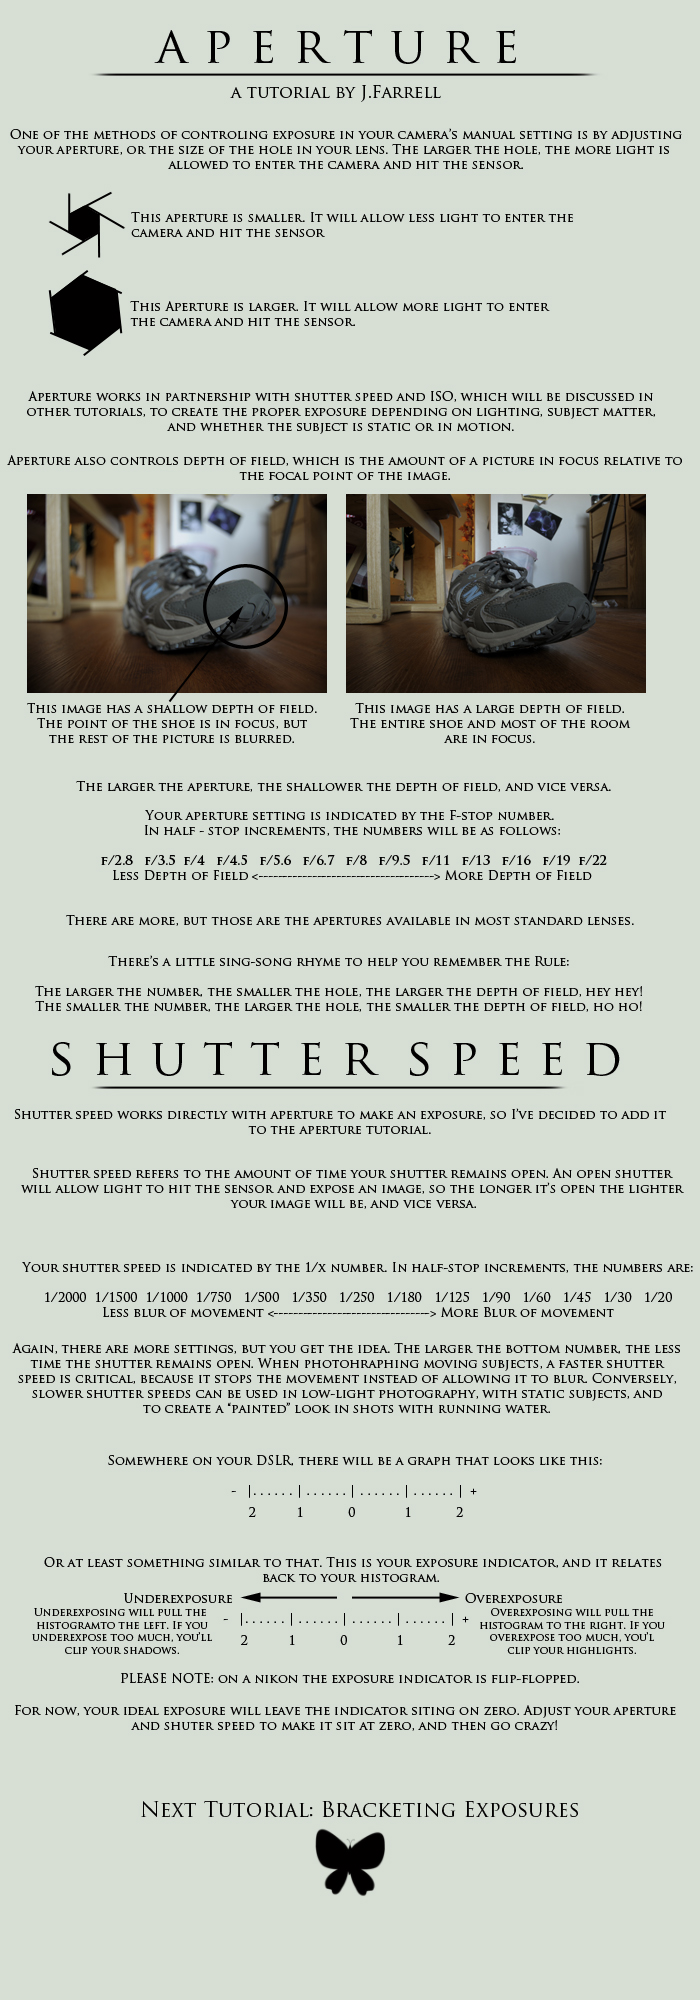 APERTURE
A TUTORIAL BY J.FARRELL
ONE OF THE METHODS OF CONTROLING EXPOSURE IN YOUR CAMERA'S MANUAL SETTING IS BY ADJUSTING
YOUR APERTURE, OR THE SIZE OF THE HOLE IN YOUR LENS. THE LARGER THE HOLE, THE MORE LIGHT IS
ALLOWED TO ENTER THE CAMERA AND HIT THE SENSOR.
THIS APERTURE IS SMALLER. IT WILL ALLOW LESS LIGHT TO ENTER THE
CAMERA AND HIT THE SENSOR
THIS APERTURE IS LARGER. IT WILL ALLOW MORE LIGHT TO ENTER
THE CAMERA AND HIT THE SENSOR.
APERTURE WORKS IN PARTNERSHIP WITH SHUTTER SPEED AND ISO, WHICH WILL BE DISCUSSED IN
OTHER TUTORIALS, TO CREATE THE PROPER EXPOSURE DEPENDING ON LIGHTING, SUBJECT MATTER,
AND WHETHER THE SUBJECT IS STATIC OR IN MOTION.
APERTURE ALSO CONTROLS DEPTH OF FIELD, WHICH IS THE AMOUNT OF A PICTURE IN FOCUS RELATIVE TO
THE FOCAL POINT OF THE IMAGE.
THIS IMAGE HAS A SHALLOW DEPTH OF FIELD.
THE POINT OF THE SHOE IS IN FOCUS, BUT
THE REST OF THE PICTURE IS BLURRED.
THIS IMAGE HAS A LARGE DEPTH OF FIELD.
THE ENTIRE SHOE AND MOST OF THE ROOM
ARE IN FOCUS.
THE LARGER THE APERTURE, THE SHALLOWER THE DEPTH OF FIELD, AND VICE VERSA.
YOUR APERTURE SETTING IS INDICATED BY THE F-STOP NUMBER.
IN HALF - STOP INCREMENTS, THE NUMBERS WILL BE AS FOLLOWS:
F/2.8 F/3.5 F/4 F/4.5 F/5.6 F/6.7 F/8 F/9.5 F/11 F/13 F/16 F/19 F/22
LESS DEPTH OF FIELD <------------------------------------> MORE DEPTH OF FIELD
THERE ARE MORE, BUT THOSE ARE THE APERTURES AVAILABLE IN MOST STANDARD LENSES.
THERE'S A LITTLE SING-SONG RHYME TO HELP YOU REMEMBER THE RULE:
THE LARGER THE NUMBER, THE SMALLER THE HOLE, THE LARGER THE DEPTH OF FIELD, HEY HEY!
THE SMALLER THE NUMBER, THE LARGER THE HOLE, THE SMALLER THE DEPTH OF FIELD, HO HO!
SHUTTER SPEED
SHUTTER SPEED WORKS DIRECTLY WITH APERTURE TO MAKE AN EXPOSURE, SO I'VE DECIDED TO ADD IT
TO THE APERTURE TUTORIAL.
SHUTTER SPEED REFERS TO THE AMOUNT OF TIME YOUR SHUTTER REMAINS OPEN. AN OPEN SHUTTER
WILL ALLOW LIGHT TO HIT THE SENSOR AND EXPOSE AN IMAGE, SO THE LONGER IT'S OPEN THE LIGHTER
YOUR IMAGE WILL BE, AND VICE VERSA.
YOUR SHUTTER SPEED IS INDICATED BY THE 1/X NUMBER. IN HALF-STOP INCREMENTS, THE NUMBERS ARE:
1/2000 1/1500 1/1000 1/750 1/500 1/350 1/250 1/180 1/125 1/90 1/60 1/45 1/30 1/20
LESS BLUR OF MOVEMENT <--------------------------------> MORE BLUR OF MOVEMENT
AGAIN, THERE ARE MORE SETTINGS, BUT YOU GET THE IDEA. THE LARGER THE BOTTOM NUMBER, THE LESS
TIME THE SHUTTER REMAINS OPEN. WHEN PHOTOHRAPHING MOVING SUBJECTS, A FASTER SHUTTER
SPEED IS CRITICAL, BECAUSE IT STOPS THE MOVEMENT INSTEAD OF ALLOWING IT TO BLUR. CONVERSELY,
SLOWER SHUTTER SPEEDS CAN BE USED IN LOW-LIGHT PHOTOGRAPHY, WITH STATIC SUBJECTS, AND
TO CREATE A "PAINTED" LOOK IN SHOTS WITH RUNNING WATER.
SOMEWHERE ON YOUR DSLR, THERE WILL BE A GRAPH THAT LOOKS LIKE THIS:
- |......|......|......|......| +
2 1 0 1 2
OR AT LEAST SOMETHING SIMILAR TO THAT. THIS IS YOUR EXPOSURE INDICATOR, AND IT RELATES
BACK TO YOUR HISTOGRAM.
UNDEREXPOSURE
OVEREXPOSURE
UNDEREXPOSING WILL PULL THE
HISTOGRAMTO THE LEFT. IF YOU
UNDEREXPOSE TOO MUCH, YOU'LL
CLIP YOUR SHADOWS.
- |......|......|......|......| +
2 1 0 1 2
OVEREXPOSING WILL PULL THE
HISTOGRAM TO THE RIGHT. IF YOU
OVEREXPOSE TOO MUCH, YOU'L
CLIP YOUR HIGHLIGHTS.
PLEASE NOTE: ON A NIKON THE EXPOSURE INDICATOR IS FLIP-FLOPPED.
FOR NOW, YOUR IDEAL EXPOSURE WILL LEAVE THE INDICATOR SITING ON ZERO. ADJUST YOUR APERTURE
AND SHUTER SPEED TO MAKE IT SIT AT ZERO, AND THEN GO CRAZY!
NEXT TUTORIAL: BRACKETING EXPOSURES